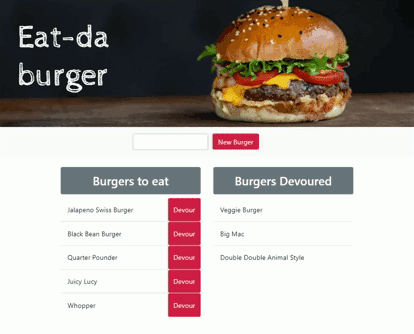 Eat-da
burger
New Burger
Burgers to eat
Jalapeno Swiss Burger Devour
Black Bean Burger Devour
Quarter Pounder Devour
Juicy Lucy Devour
Whopper Devour
Burgers Devoured
Veggie Burger
Big Mac
Double Double Animal Style